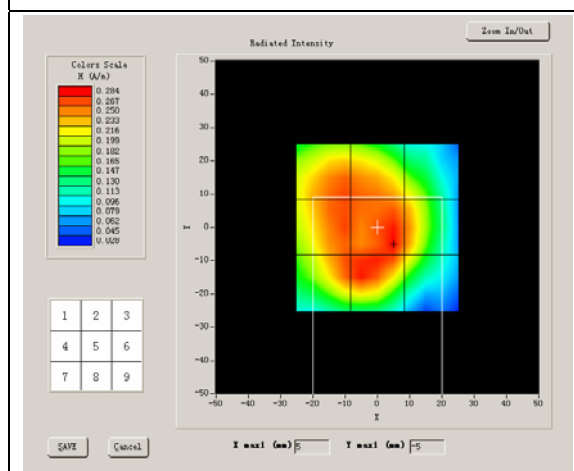 Zoom In/Out
Radiated Intensity
Colors Scale
H (A/m)
0.284
0.267
0.250
0.233
0.216
0.199
0.182
0.165
0.147
0.130
0.113
0.096
0.079
0.062
0.045
0.028
50
40
30
20
10
Y
0
-10
-20
-30
-40
-50
-50 -40 -30 -20 -10 0 10 20 30 40 50
X
1 2 3
4 5 6
7 8 9
SAVE Cancel
X max1 (mm) 5 Y max1 (mm) -5